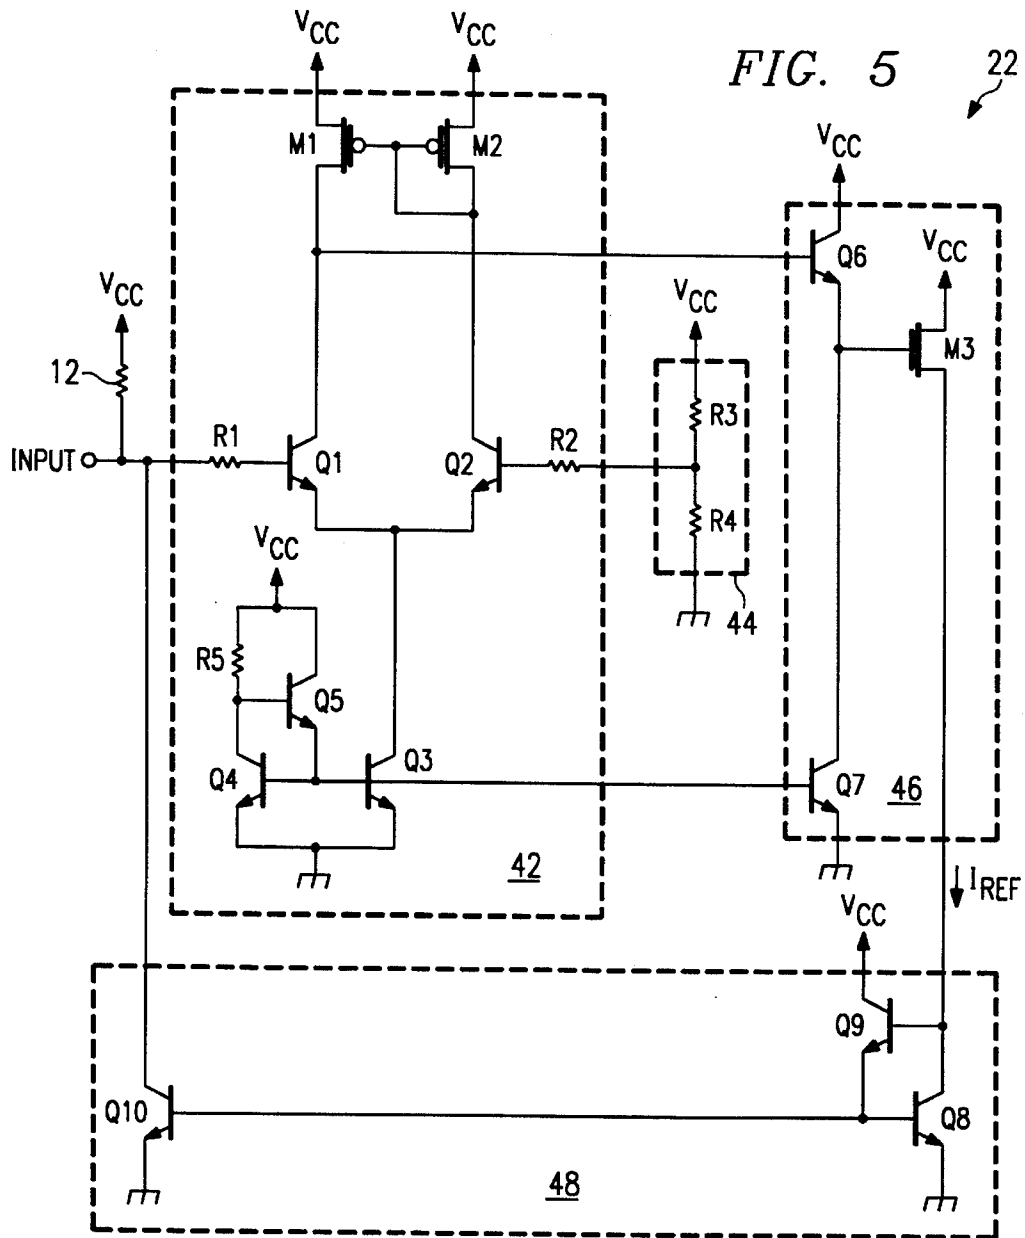 V_CC V_CC
FIG. 5 22
M1 M2
V_CC
Q6
V_CC
V_CC
V_CC
M3
12
R3
INPUT R1 Q1 Q2 R2
R4
V_CC
44
R5
Q5
Q4 Q3
Q7 46
42
I_REF
V_CC
Q9
Q10 Q8
48